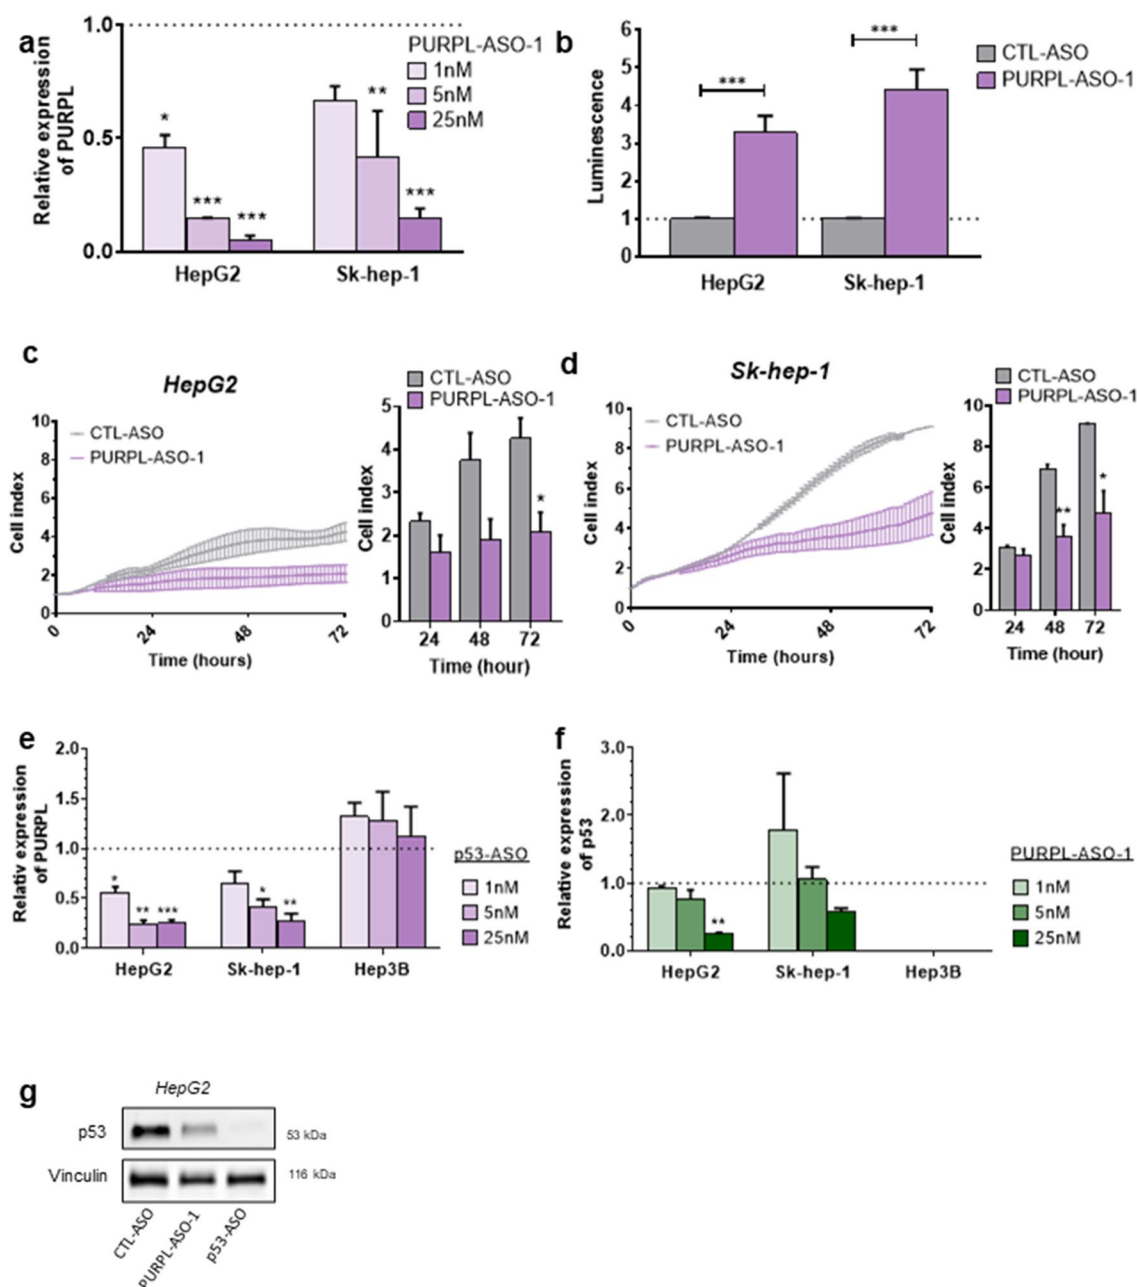 a
Relative expression
of PURPL
1.0
0.5
0.0
PURPL-ASO-1
1nM
5nM
25nM
*
***
***
**
***
HepG2
Sk-hep-1
b
Luminescence
6
5
4
3
2
1
0
***
***
CTL-ASO
PURPL-ASO-1
HepG2
Sk-hep-1
c
HepG2
Cell index
10
8
6
4
2
0
CTL-ASO
PURPL-ASO-1
0
24
48
72
Time (hours)
CTL-ASO
PURPL-ASO-1
Cell index
5
4
3
2
1
0
*
24
48
72
Time (hour)
d
Sk-hep-1
Cell index
10
8
6
4
2
0
CTL-ASO
PURPL-ASO-1
0
24
48
72
Time (hours)
CTL-ASO
PURPL-ASO-1
Cell index
10
8
6
4
2
0
**
*
24
48
72
Time (hour)
e
Relativ expression
of PURPL
2.0
1.5
1.0
0.5
0.0
*
**
***
*
**
HepG2
Sk-hep-1
Hep3B
p53-ASO
1nM
5nM
25nM
f
Relative expression
of p53
3.0
2.0
1.0
0.0
**
HepG2
Sk-hep-1
Hep3B
PURPL-ASO-1
1nM
5nM
25nM
g
HepG2
p53
53 kDa
Vinculin
116 kDa
CTL-ASO
PURPL-ASO-1
p53-ASO